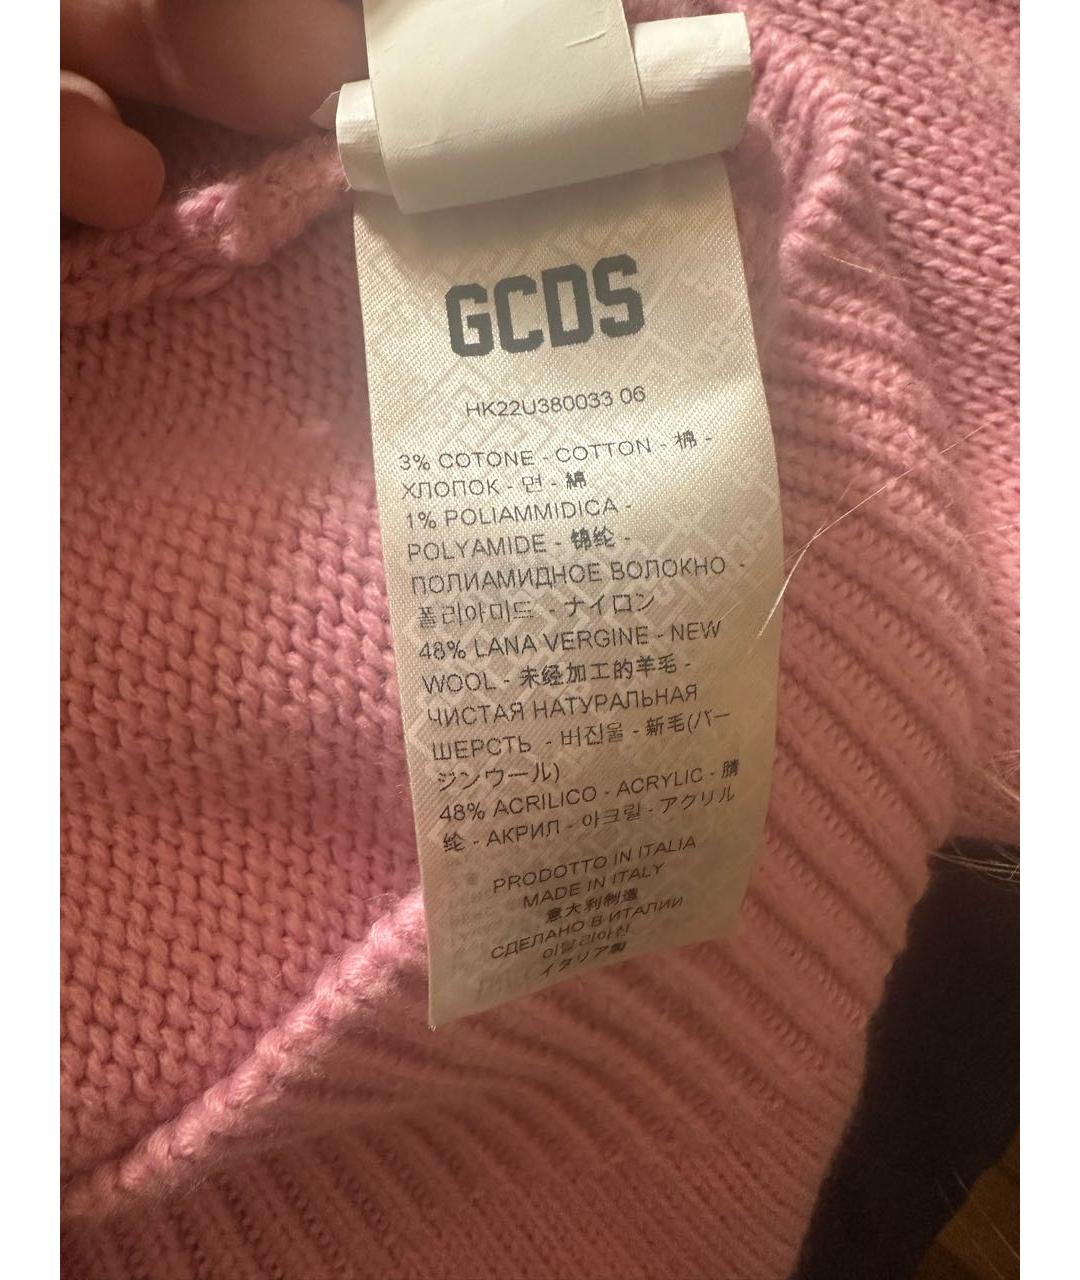 GCDS
HK22U380033 06
3% COTONE - COTTON - 棉 -
ХЛОПОК - 면 - 綿
1% POLIAMMIDICA -
POLYAMIDE - 锦纶 -
ПОЛИАМИДНОЕ ВОЛОКНО -
폴리아미드 - ナイロン
48% LANA VERGINE - NEW
WOOL - 未经加工的羊毛 -
ЧИСТАЯ НАТУРАЛЬНАЯ
ШЕРСТЬ - 버진울 - 新毛(バー
ジンウール)
48% ACRILICO - ACRYLIC - 腈
纶 - АКРИЛ - 아크릴 - アクリル
PRODOTTO IN ITALIA
MADE IN ITALY
意大利制造
СДЕЛАНО В ИТАЛИИ
이탈리아산
イタリア製